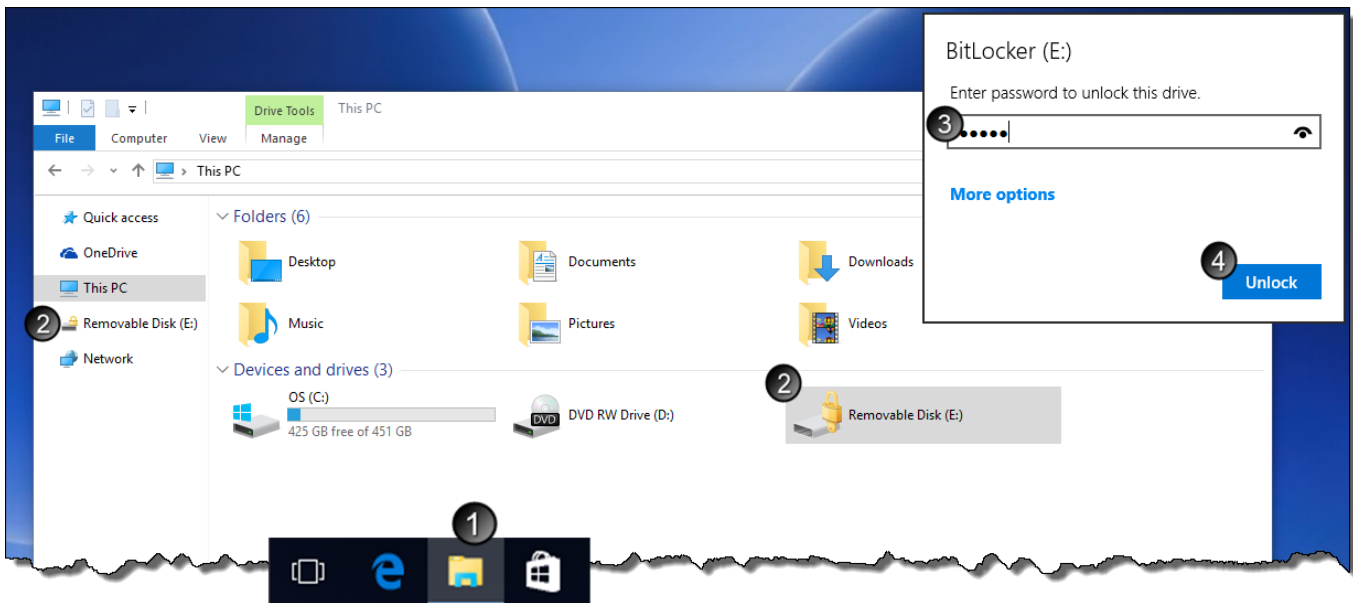 BitLocker (E:)
Enter password to unlock this drive.
3
More options
4
Unlock
Drive Tools This PC
File Computer View Manage
This PC
Quick access
OneDrive
This PC
2 Removable Disk (E:)
Network
Folders (6)
Desktop Documents Downloads
Music Pictures Videos
Devices and drives (3)
2
OS (C:)
425 GB free of 451 GB
DVD
DVD RW Drive (D:)
Removable Disk (E:)
1